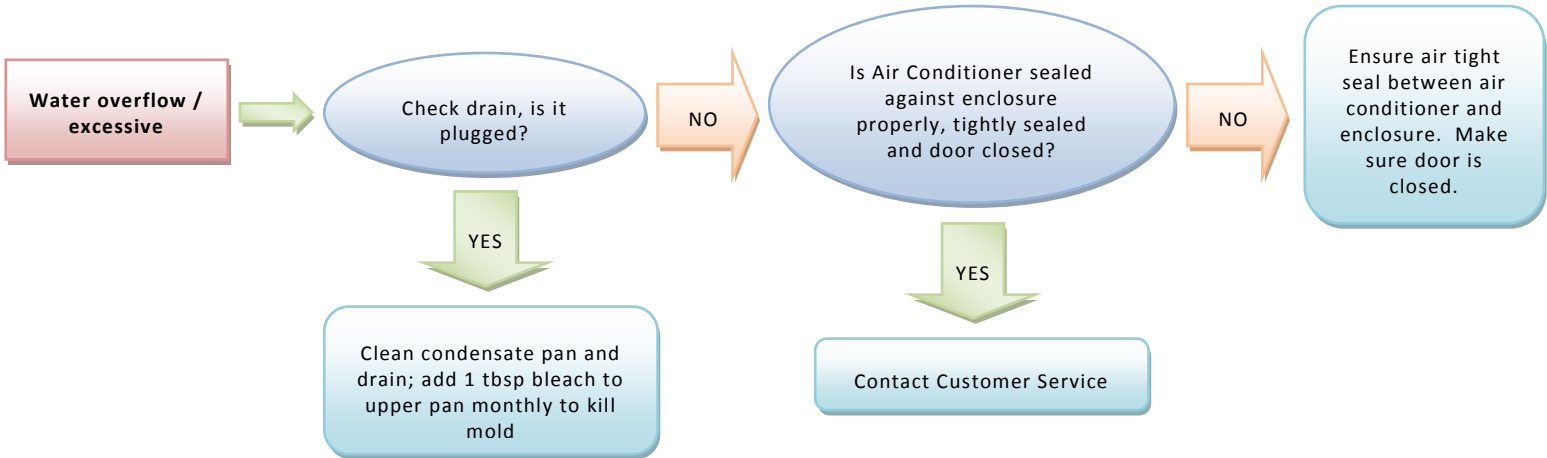 Water overflow /
excessive
Check drain, is it
plugged?
NO
Is Air Conditioner sealed
against enclosure
properly, tightly sealed
and door closed?
NO
Ensure air tight
seal between air
conditioner and
enclosure.  Make
sure door is
closed.
YES
Clean condensate pan and
drain; add 1 tbsp bleach to
upper pan monthly to kill
mold
YES
Contact Customer Service